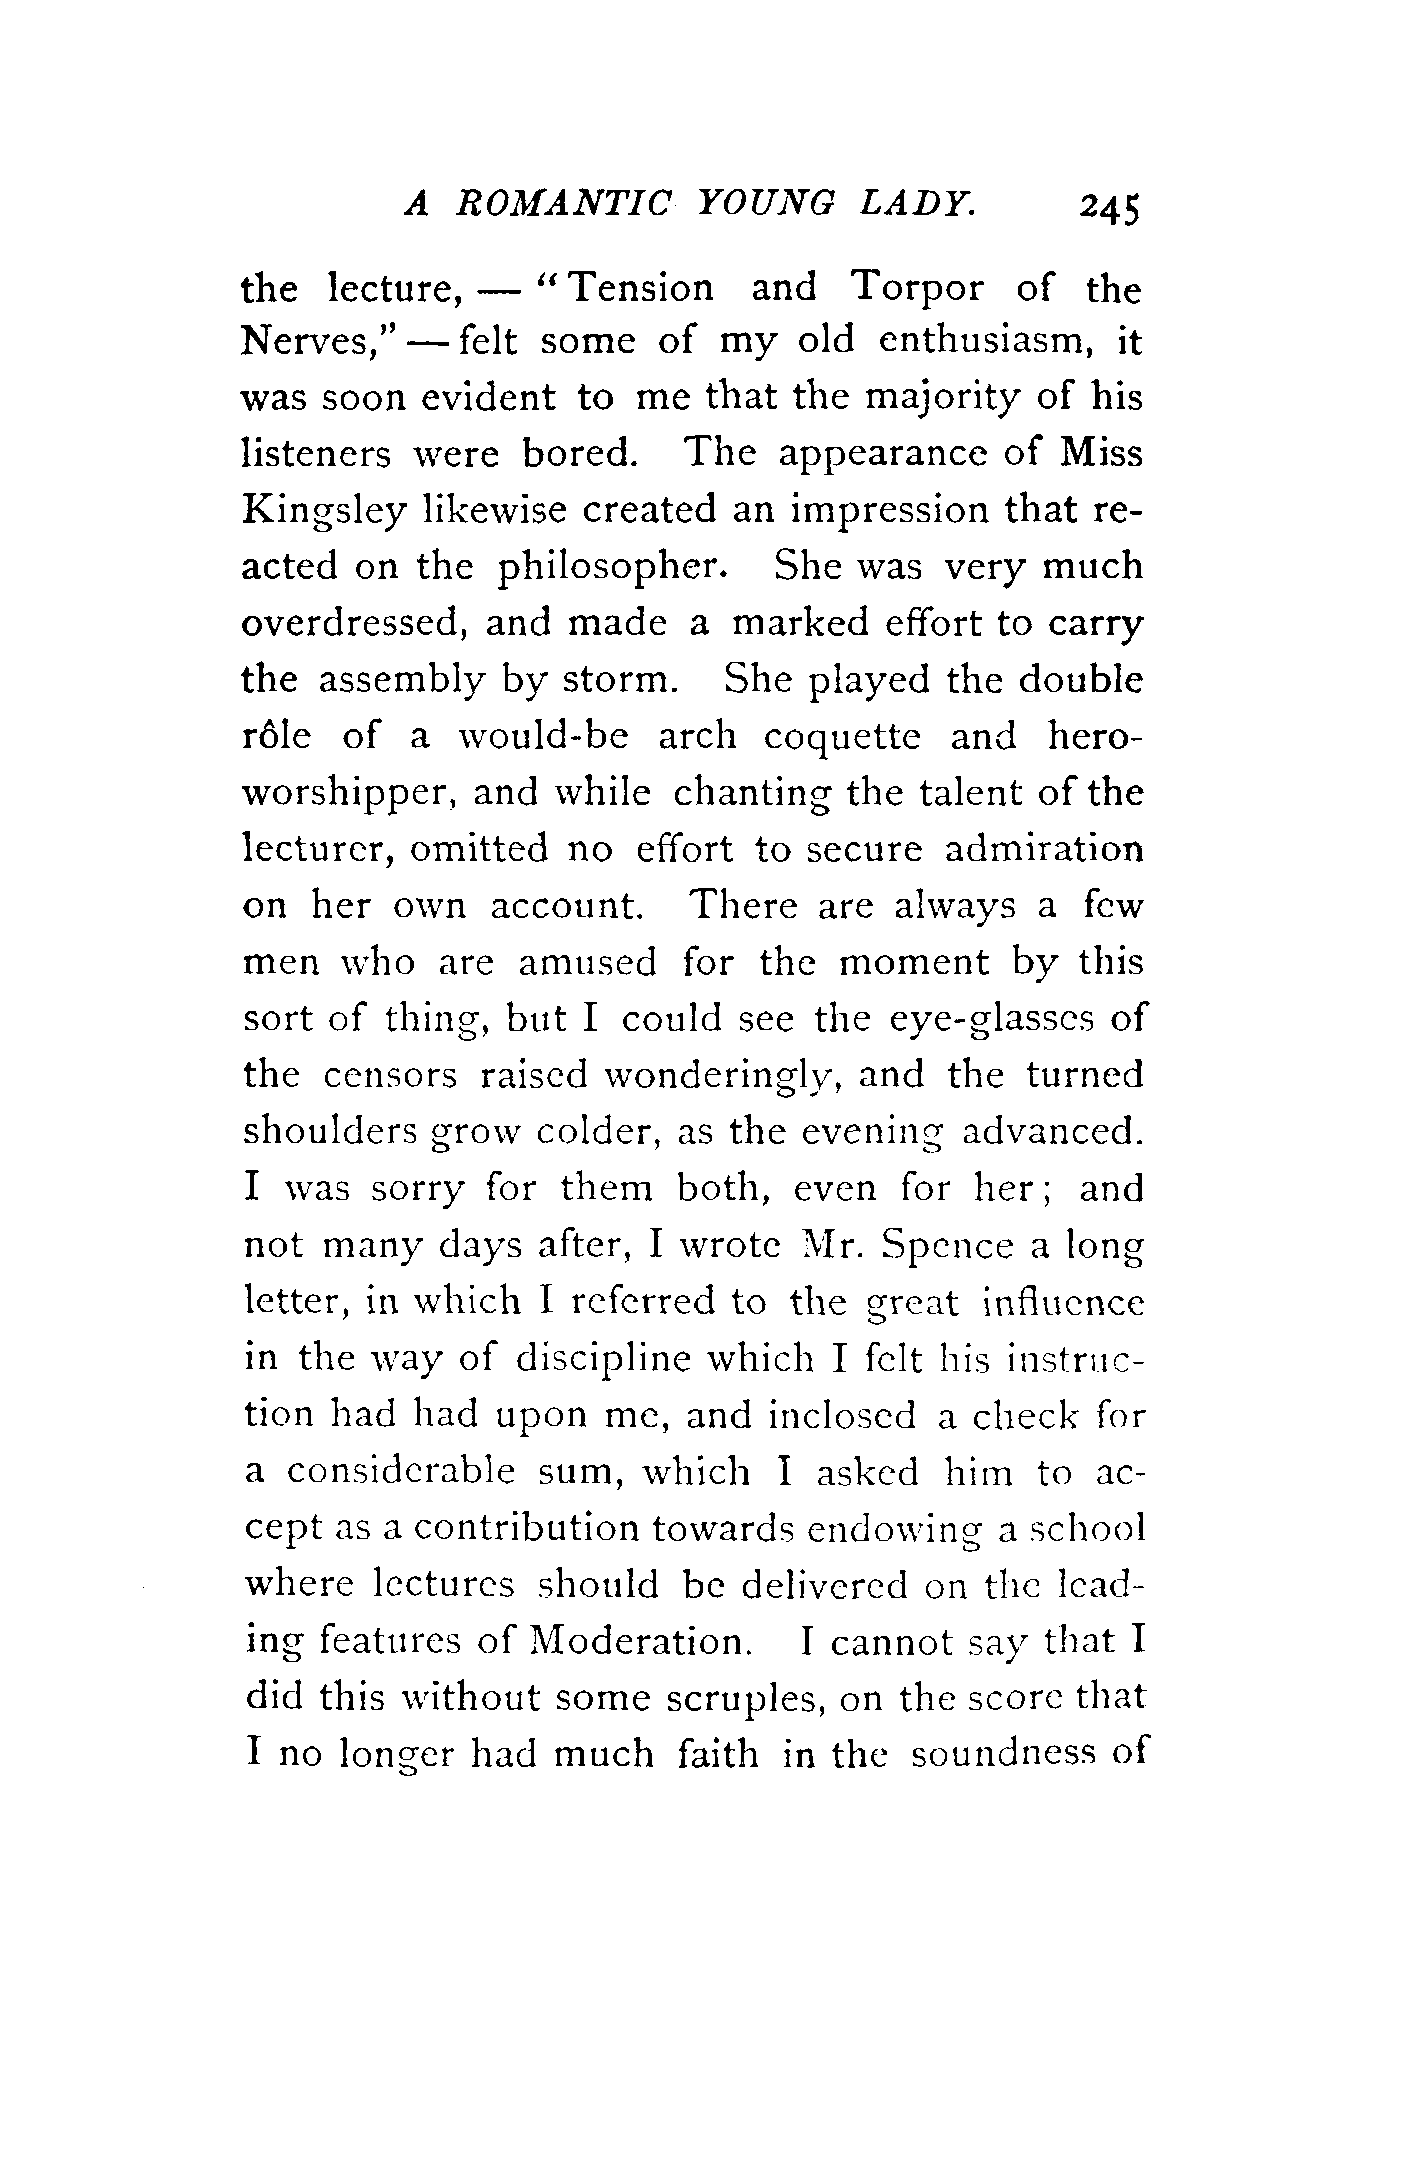 A ROMANTIC YOUNG LADY. 245
the lecture, — “Tension and Torpor of the
Nerves,” — felt some of my old enthusiasm, it
was soon evident to me that the majority of his
listeners were bored. The appearance of Miss
Kingsley likewise created an impression that re-
acted on the philosopher. She was very much
overdressed, and made a marked effort to carry
the assembly by storm. She played the double
rôle of a would-be arch coquette and hero-
worshipper, and while chanting the talent of the
lecturer, omitted no effort to secure admiration
on her own account. There are always a few
men who are amused for the moment by this
sort of thing, but I could see the eye-glasses of
the censors raised wonderingly, and the turned
shoulders grow colder, as the evening advanced.
I was sorry for them both, even for her; and
not many days after, I wrote Mr. Spence a long
letter, in which I referred to the great influence
in the way of discipline which I felt his instruc-
tion had had upon me, and inclosed a check for
a considerable sum, which I asked him to ac-
cept as a contribution towards endowing a school
where lectures should be delivered on the lead-
ing features of Moderation. I cannot say that I
did this without some scruples, on the score that
I no longer had much faith in the soundness of